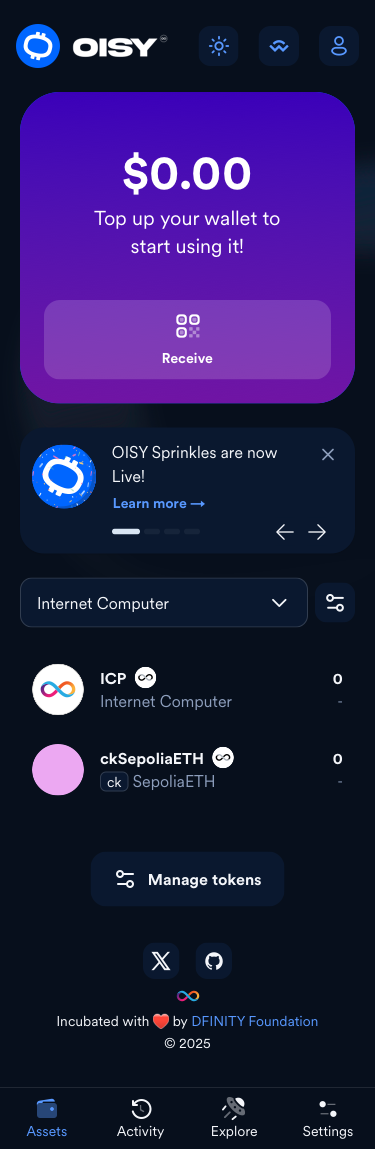 OISY
$0.00
Top up your wallet to
start using it!
Receive
OISY Sprinkles are now
Live!
Learn more →
Internet Computer
ICP 0
Internet Computer -
ckSepoliaETH 0
ck SepoliaETH -
Manage tokens
Incubated with ❤️ by DFINITY Foundation
© 2025
Assets Activity Explore Settings